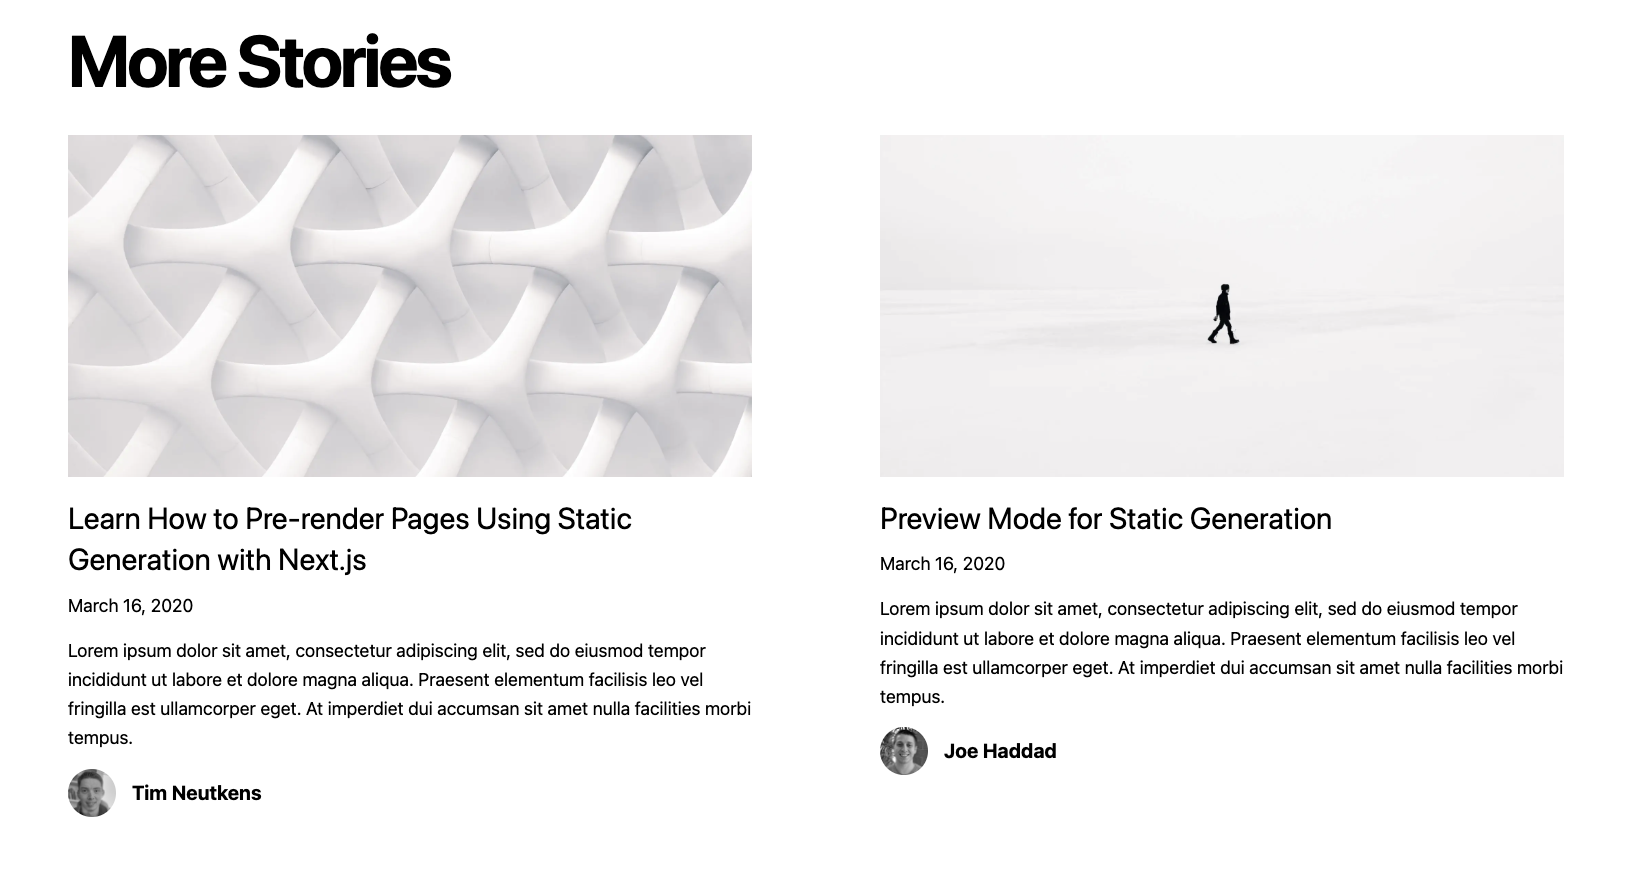 More Stories
Learn How to Pre-render Pages Using Static
Generation with Next.js
March 16, 2020
Lorem ipsum dolor sit amet, consectetur adipiscing elit, sed do eiusmod tempor
incididunt ut labore et dolore magna aliqua. Praesent elementum facilisis leo vel
fringilla est ullamcorper eget. At imperdiet dui accumsan sit amet nulla facilities morbi
tempus.
Tim Neutkens
Preview Mode for Static Generation
March 16, 2020
Lorem ipsum dolor sit amet, consectetur adipiscing elit, sed do eiusmod tempor
incididunt ut labore et dolore magna aliqua. Praesent elementum facilisis leo vel
fringilla est ullamcorper eget. At imperdiet dui accumsan sit amet nulla facilities morbi
tempus.
Joe Haddad